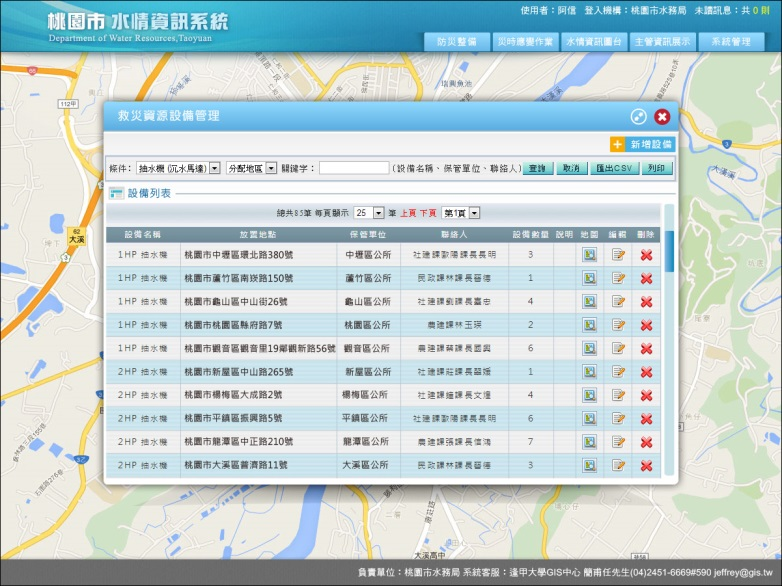 桃園市 水情資訊系統
Department of Water Resources,Taoyuan
使用者：阿信 登入機構：桃園市水務局 未讀訊息：共 0 則
防災整備 災時應變作業 水情資訊圖台 主管資訊展示 系統管理
救災資源設備管理
新增設備
條件： 抽水機 (沉水馬達) 分配地區 關鍵字： (設備名稱、保管單位、聯絡人) 查詢 取消 匯出CSV 列印
設備列表
總共85筆 每頁顯示 25 筆 上頁 下頁 第1頁
設備名稱 放置地點 保管單位 聯絡人 設備數量 說明 地圖 編輯 刪除
1HP 抽水機 桃園市中壢區環北路380號 中壢區公所 社建課歐陽課長長明 3
1HP 抽水機 桃園市蘆竹區南崁路150號 蘆竹區公所 民政課林課長晉德 1
1HP 抽水機 桃園市龜山區中山街26號 龜山區公所 社建課劉課長嘉忠 4
1HP 抽水機 桃園市桃園區縣府路7號 桃園區公所 農建課林玉瑛 2
1HP 抽水機 桃園市觀音區觀音里19鄰觀新路56號 觀音區公所 農建課葉課長國興 6
2HP 抽水機 桃園市新屋區中山路265號 新屋區公所 社建課莊課長 1
2HP 抽水機 桃園市楊梅區大成路2號 楊梅區公所 社建課鍾課長文煌 4
2HP 抽水機 桃園市平鎮區振興路5號 平鎮區公所 社建課歐陽課長長明 6
2HP 抽水機 桃園市龍潭區中正路210號 龍潭區公所 農建課張課長信鴻 7
2HP 抽水機 桃園市大溪區普濟路11號 大溪區公所 民政課林課長晉德 3
112甲
62
大溪
3
66
瑞興魚池
大漢溪
大溪高中
負責單位：桃園市水務局 系統客服：逢甲大學GIS中心 簡甫任先生(04)2451-6669#590 jeffrey@gis.tw